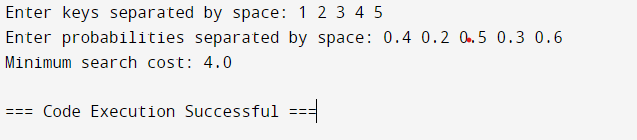 Enter keys separated by space: 1 2 3 4 5
Enter probabilities separated by space: 0.4 0.2 0.5 0.3 0.6
Minimum search cost: 4.0
=== Code Execution Successful ===